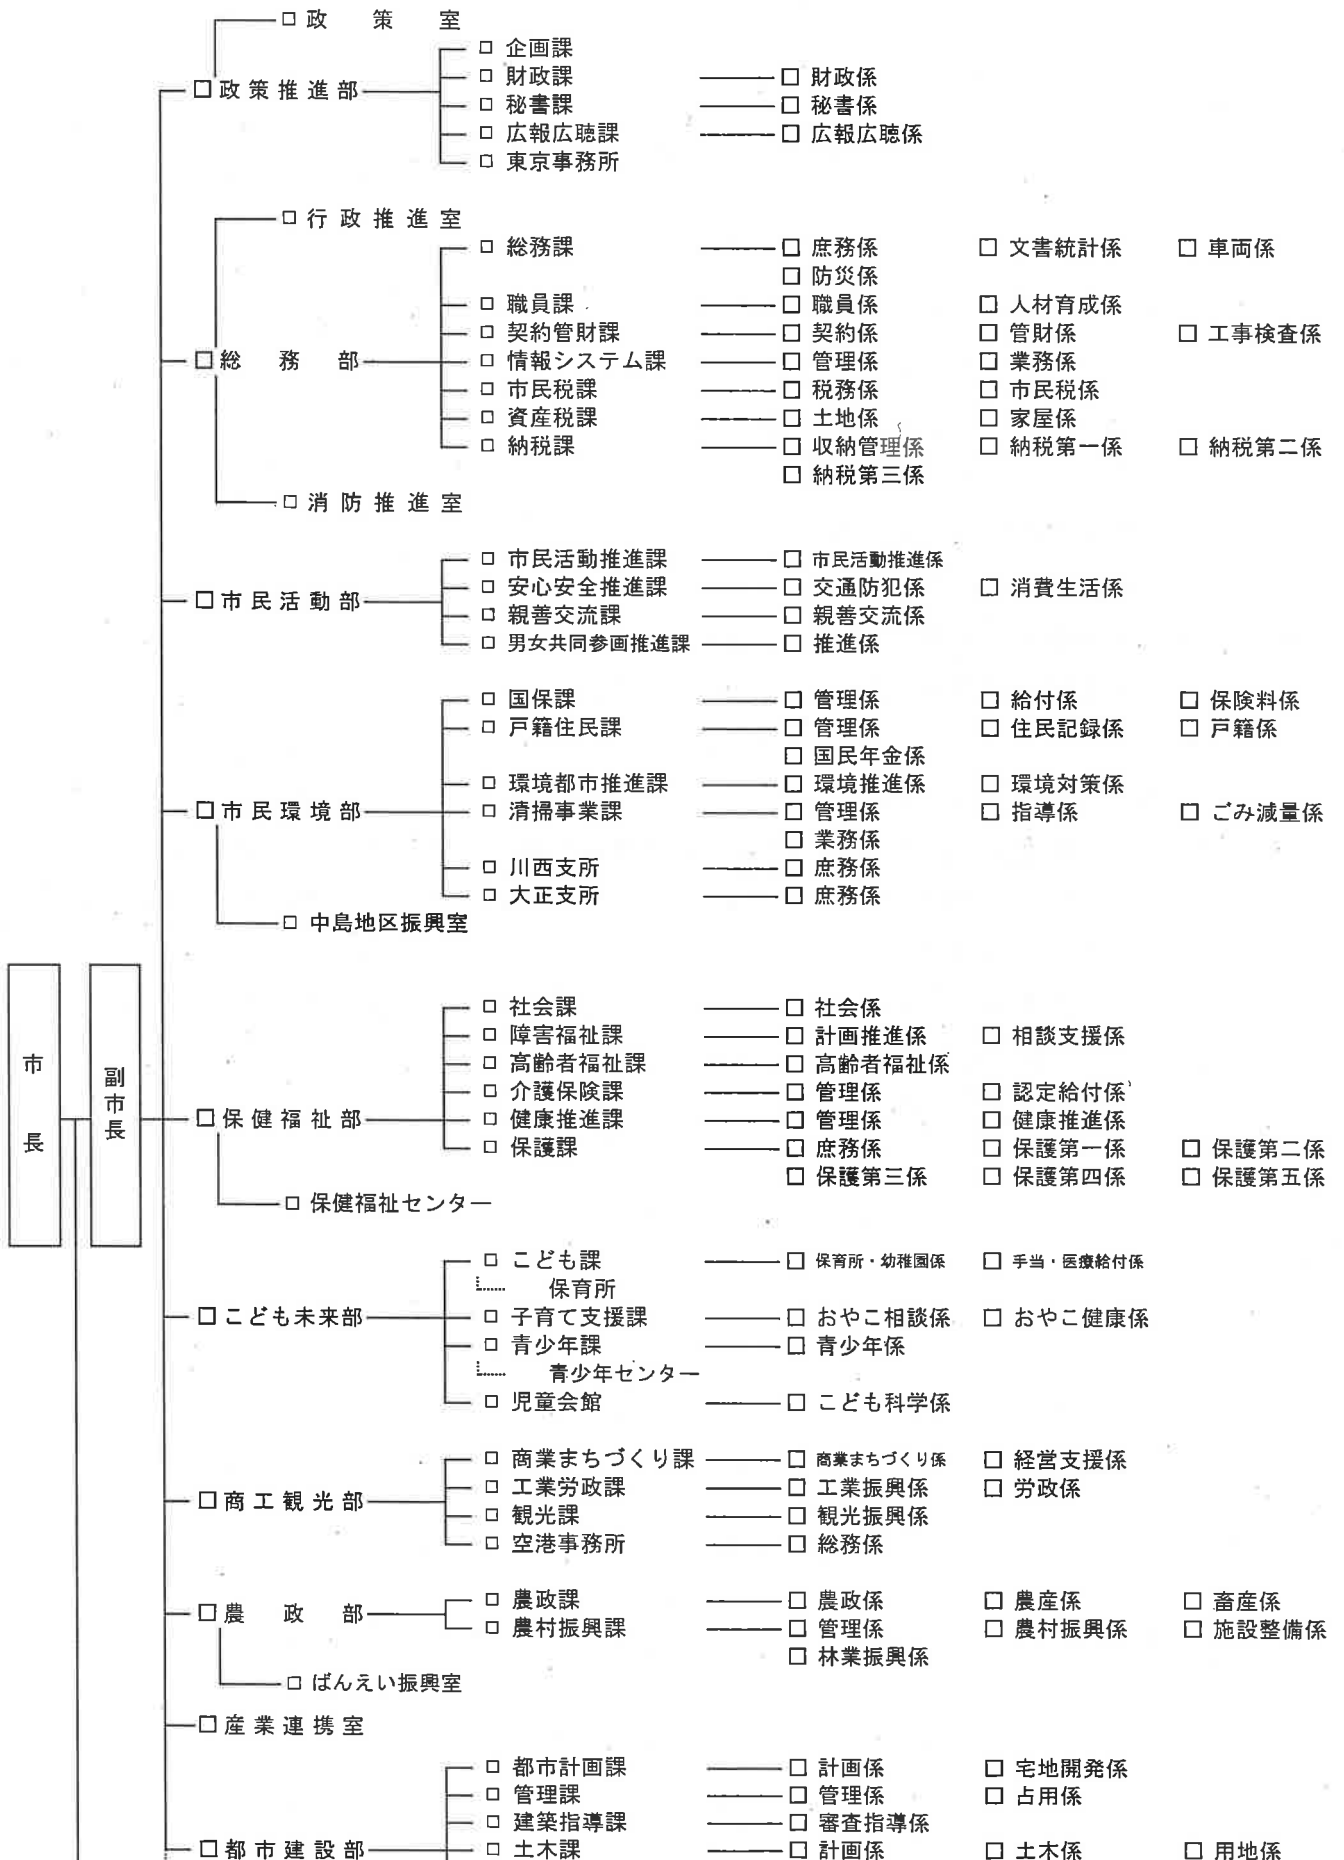 □ 政策室
□ 企画課
□ 政策推進部 □ 財政課 □ 財政係
□ 秘書課 □ 秘書係
□ 広報広聴課 □ 広報広聴係
□ 東京事務所
□ 行政推進室
□ 総務課 □ 庶務係 □ 文書統計係 □ 車両係
□ 防災係
□ 職員課 □ 職員係 □ 人材育成係
□ 契約管財課 □ 契約係 □ 管財係 □ 工事検査係
□ 総務部 □ 情報システム課 □ 管理係 □ 業務係
□ 市民税課 □ 税務係 □ 市民税係
□ 資産税課 □ 土地係 □ 家屋係
□ 納税課 □ 収納管理係 □ 納税第一係 □ 納税第二係
□ 納税第三係
□ 消防推進室
□ 市民活動推進課 □ 市民活動推進係
□ 市民活動部 □ 安心安全推進課 □ 交通防犯係 □ 消費生活係
□ 親善交流課 □ 親善交流係
□ 男女共同参画推進課 □ 推進係
□ 国保課 □ 管理係 □ 給付係 □ 保険料係
□ 戸籍住民課 □ 管理係 □ 住民記録係 □ 戸籍係
□ 国民年金係
□ 環境都市推進課 □ 環境推進係 □ 環境対策係
□ 市民環境部 □ 清掃事業課 □ 管理係 □ 指導係 □ ごみ減量係
□ 業務係
□ 川西支所 □ 庶務係
□ 大正支所 □ 庶務係
□ 中島地区振興室
市長
副市長
□ 社会課 □ 社会係
□ 障害福祉課 □ 計画推進係 □ 相談支援係
□ 高齢者福祉課 □ 高齢者福祉係
□ 介護保険課 □ 管理係 □ 認定給付係
□ 保健福祉部 □ 健康推進課 □ 管理係 □ 健康推進係
□ 保護課 □ 庶務係 □ 保護第一係 □ 保護第二係
□ 保護第三係 □ 保護第四係 □ 保護第五係
□ 保健福祉センター
□ こども課 □ 保育所・幼稚園係 □ 手当・医療給付係
保育所
□ こども未来部 □ 子育て支援課 □ おやこ相談係 □ おやこ健康係
□ 青少年課 □ 青少年係
青少年センター
□ 児童会館 □ こども科学係
□ 商業まちづくり課 □ 商業まちづくり係 □ 経営支援係
□ 商工観光部 □ 工業労政課 □ 工業振興係 □ 労政係
□ 観光課 □ 観光振興係
□ 空港事務所 □ 総務係
□ 農政部 □ 農政課 □ 農政係 □ 農産係 □ 畜産係
□ 農村振興課 □ 管理係 □ 農村振興係 □ 施設整備係
□ 林業振興係
□ ばんえい振興室
□ 産業連携室
□ 都市計画課 □ 計画係 □ 宅地開発係
□ 管理課 □ 管理係 □ 占用係
□ 建築指導課 □ 審査指導係
□ 都市建設部 □ 土木課 □ 計画係 □ 土木係 □ 用地係